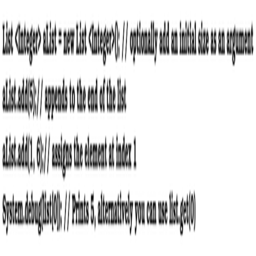 List <Integer> aList = new List <Integer>(); // optionally add an initial size as an argument
aList.add(5);// appends to the end of the list
aList.add(1, 6);// assigns the element at index 1
System.debug(list[0]; // Prints 5, alternatively you can use list.get(0)